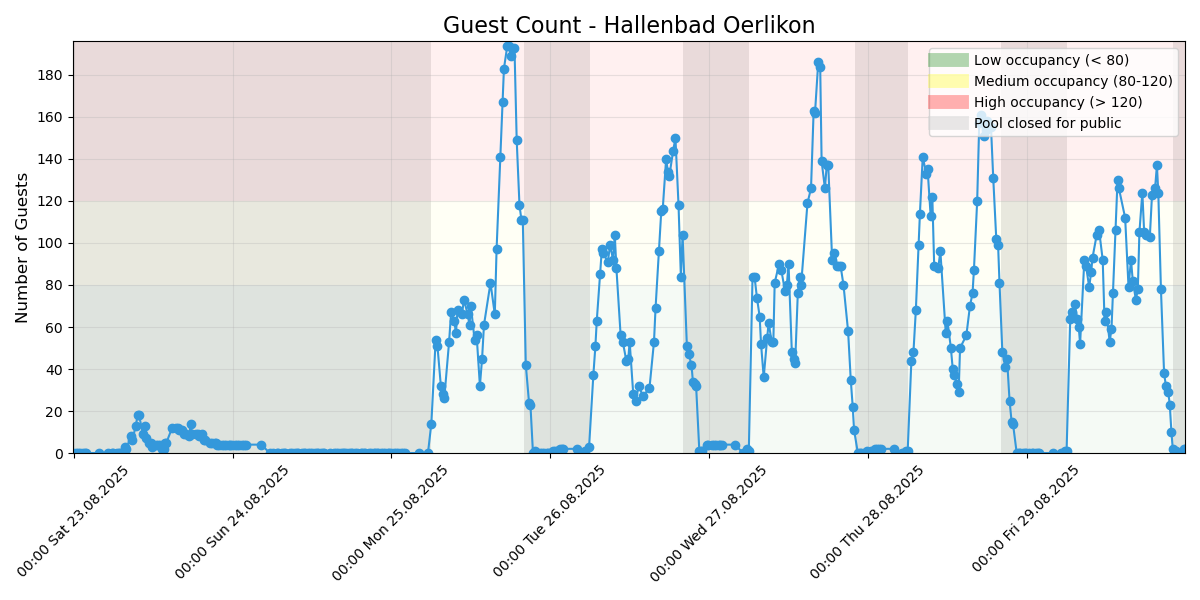 Guest Count - Hallenbad Oerlikon
Number of Guests
180
160
140
120
100
80
60
40
20
0
Low occupancy (< 80)
Medium occupancy (80-120)
High occupancy (> 120)
Pool closed for public
00:00 Sat 23.08.2025
00:00 Sun 24.08.2025
00:00 Mon 25.08.2025
00:00 Tue 26.08.2025
00:00 Wed 27.08.2025
00:00 Thu 28.08.2025
00:00 Fri 29.08.2025